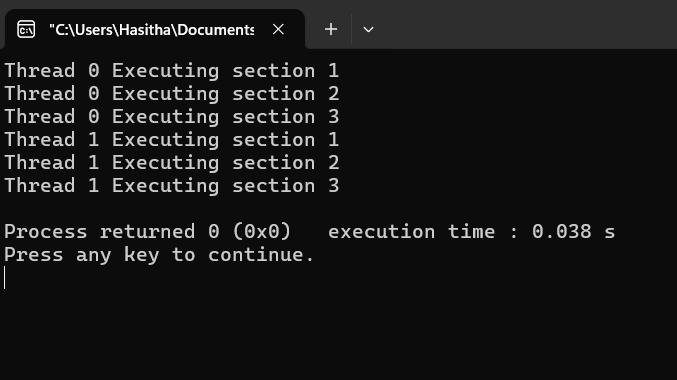 "C:\Users\Hasitha\Documents
Thread 0 Executing section 1
Thread 0 Executing section 2
Thread 0 Executing section 3
Thread 1 Executing section 1
Thread 1 Executing section 2
Thread 1 Executing section 3
Process returned 0 (0x0)   execution time : 0.038 s
Press any key to continue.